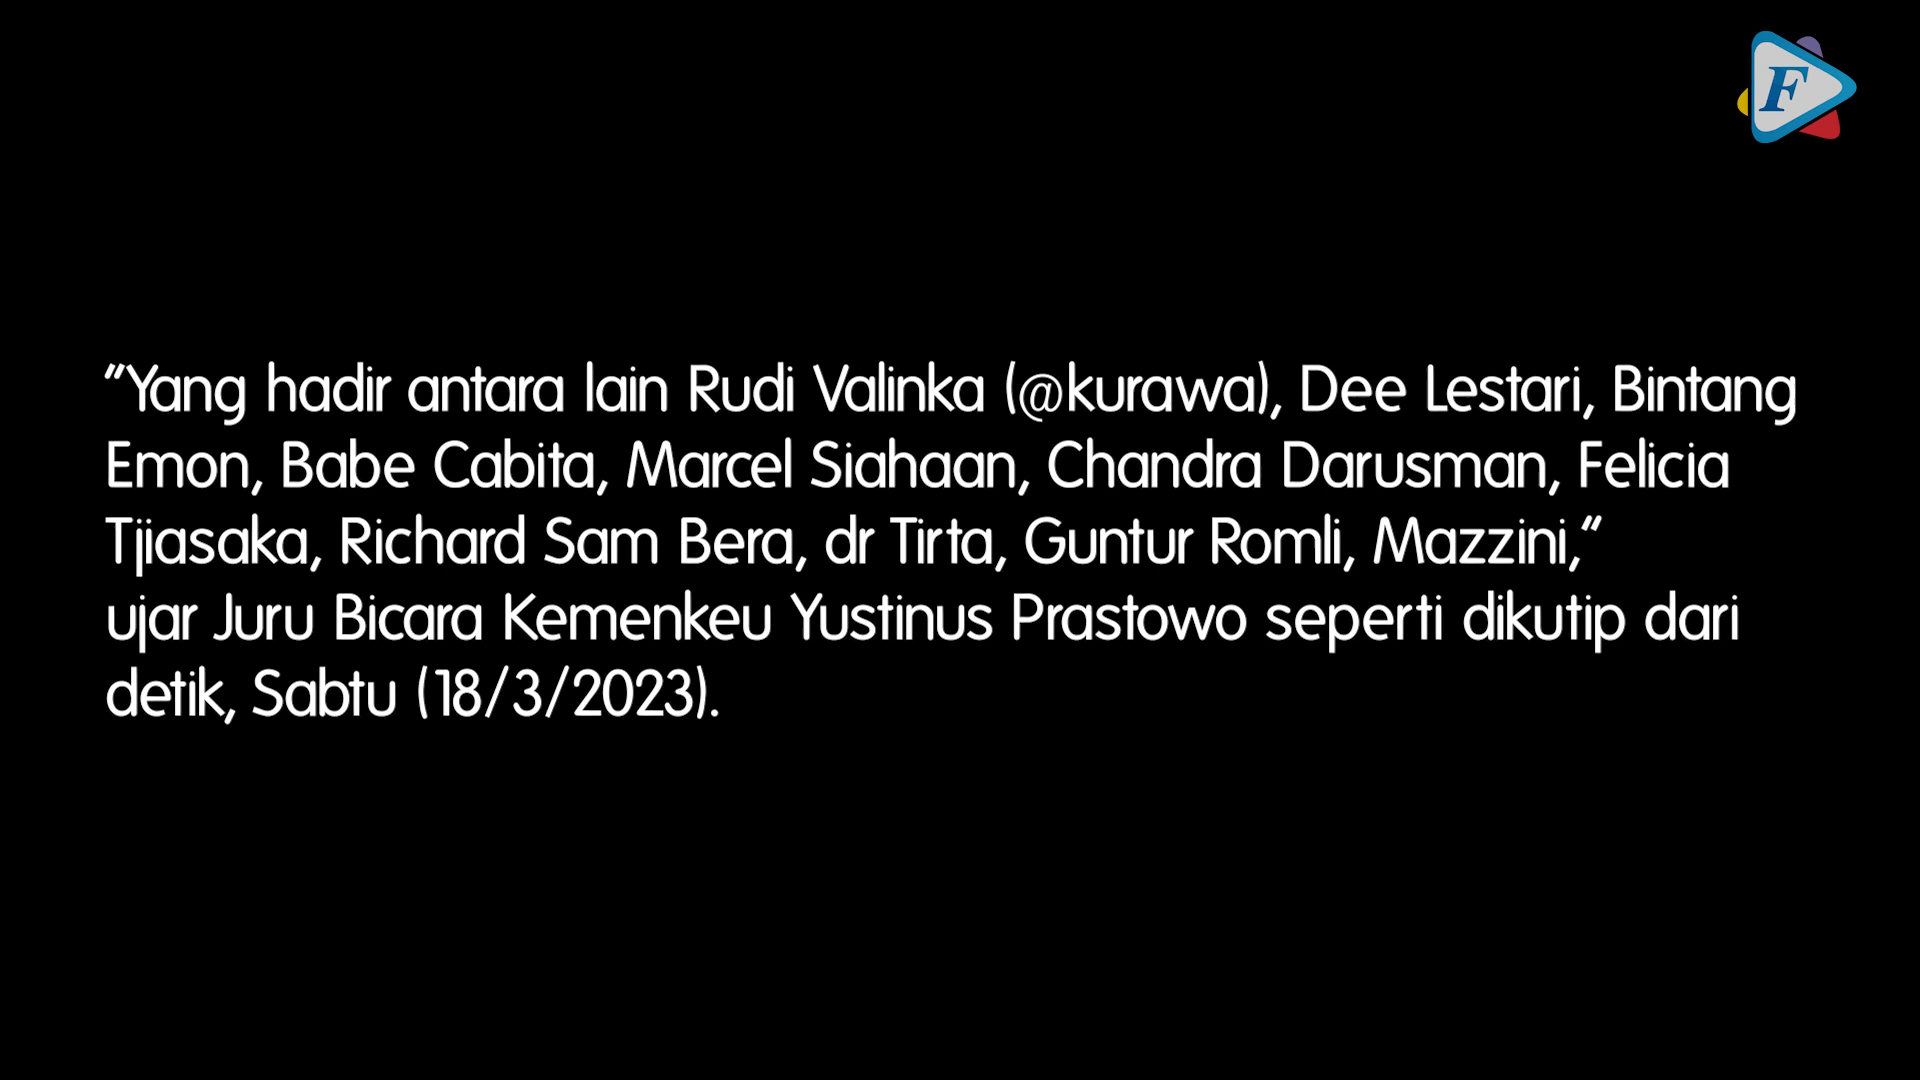 F
"Yang hadir antara lain Rudi Valinka (@kurawa), Dee Lestari, Bintang
Emon, Babe Cabita, Marcel Siahaan, Chandra Darusman, Felicia
Tjiasaka, Richard Sam Bera, dr Tirta, Guntur Romli, Mazzini,"
ujar Juru Bicara Kemenkeu Yustinus Prastowo seperti dikutip dari
detik, Sabtu (18/3/2023).